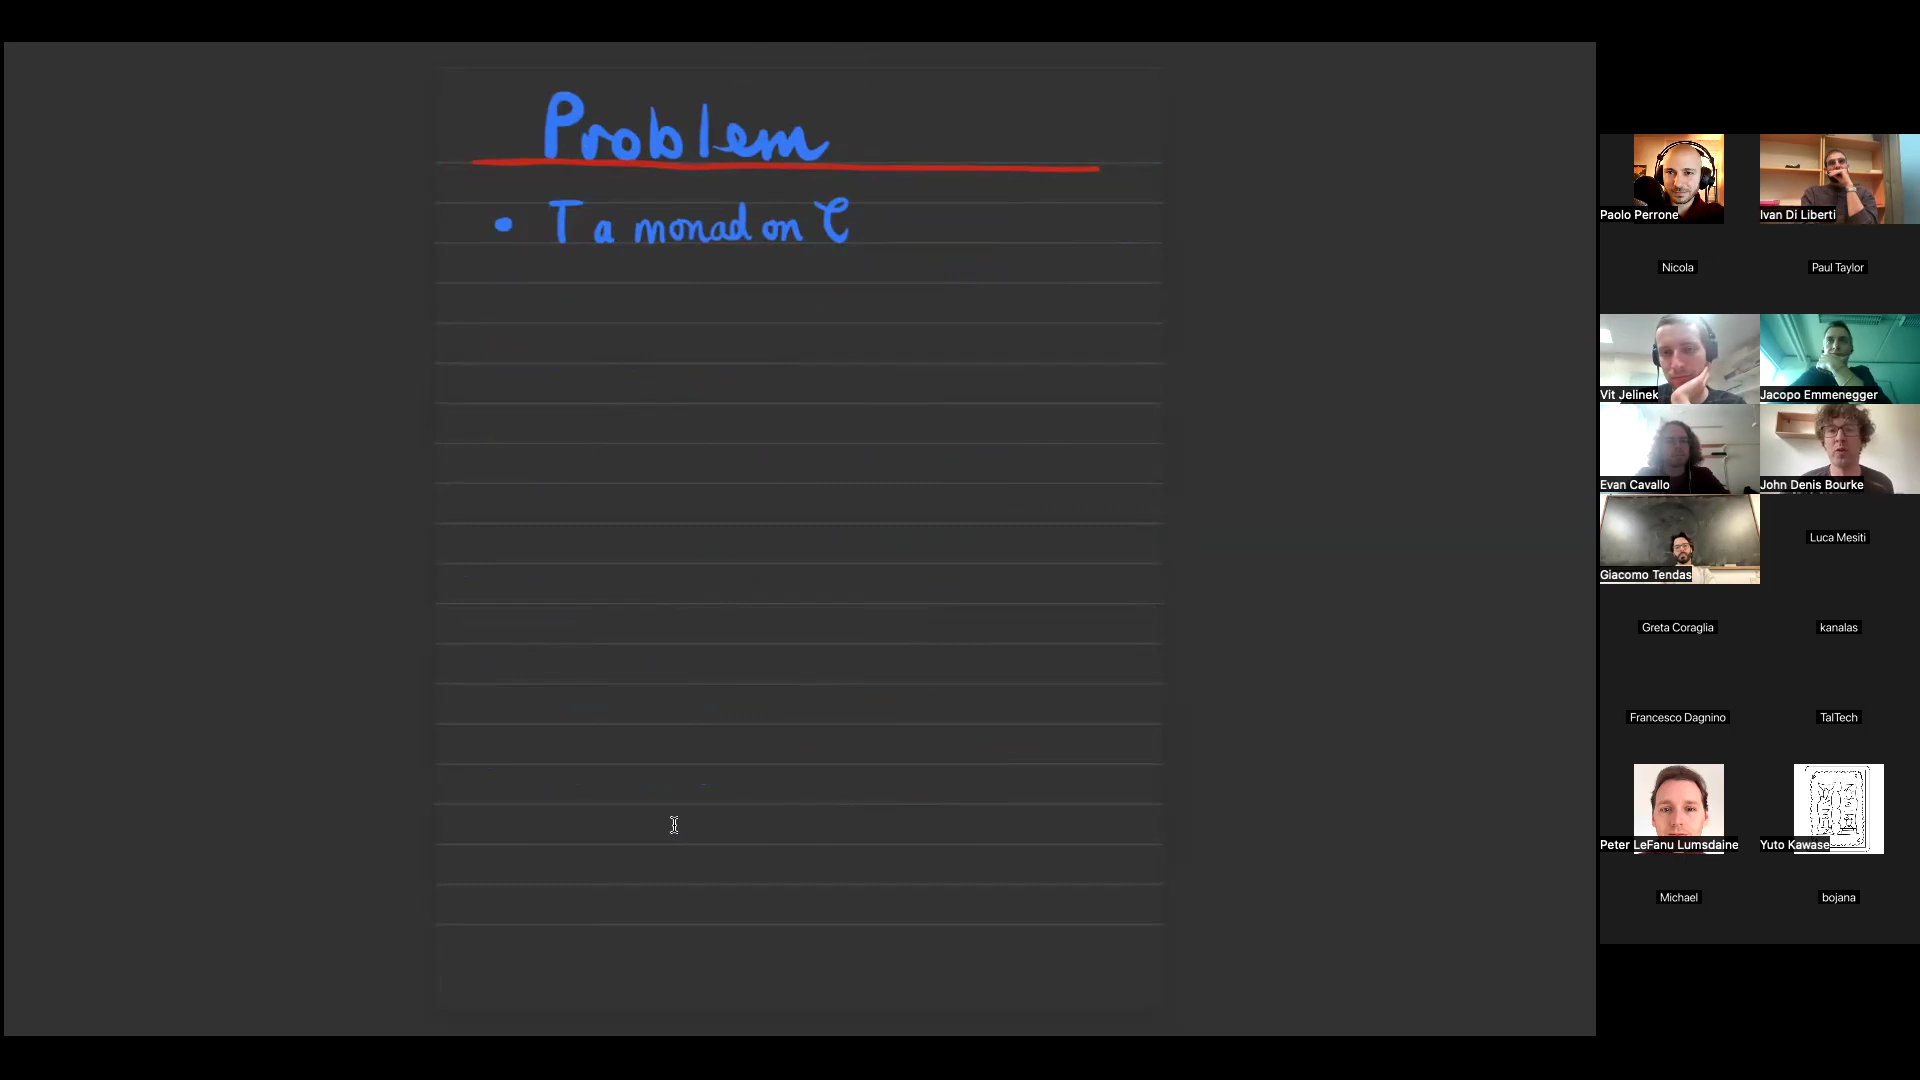 Problem
• T a monad on C
Paolo Perrone
Ivan Di Liberti
Nicola
Paul Taylor
Vit Jelinek
Jacopo Emmenegger
Evan Cavallo
John Denis Bourke
Giacomo Tendas
Luca Mesiti
Greta Coraglia
kanalas
Francesco Dagnino
TalTech
Peter LeFanu Lumsdaine
Yuto Kawase
Michael
bojana